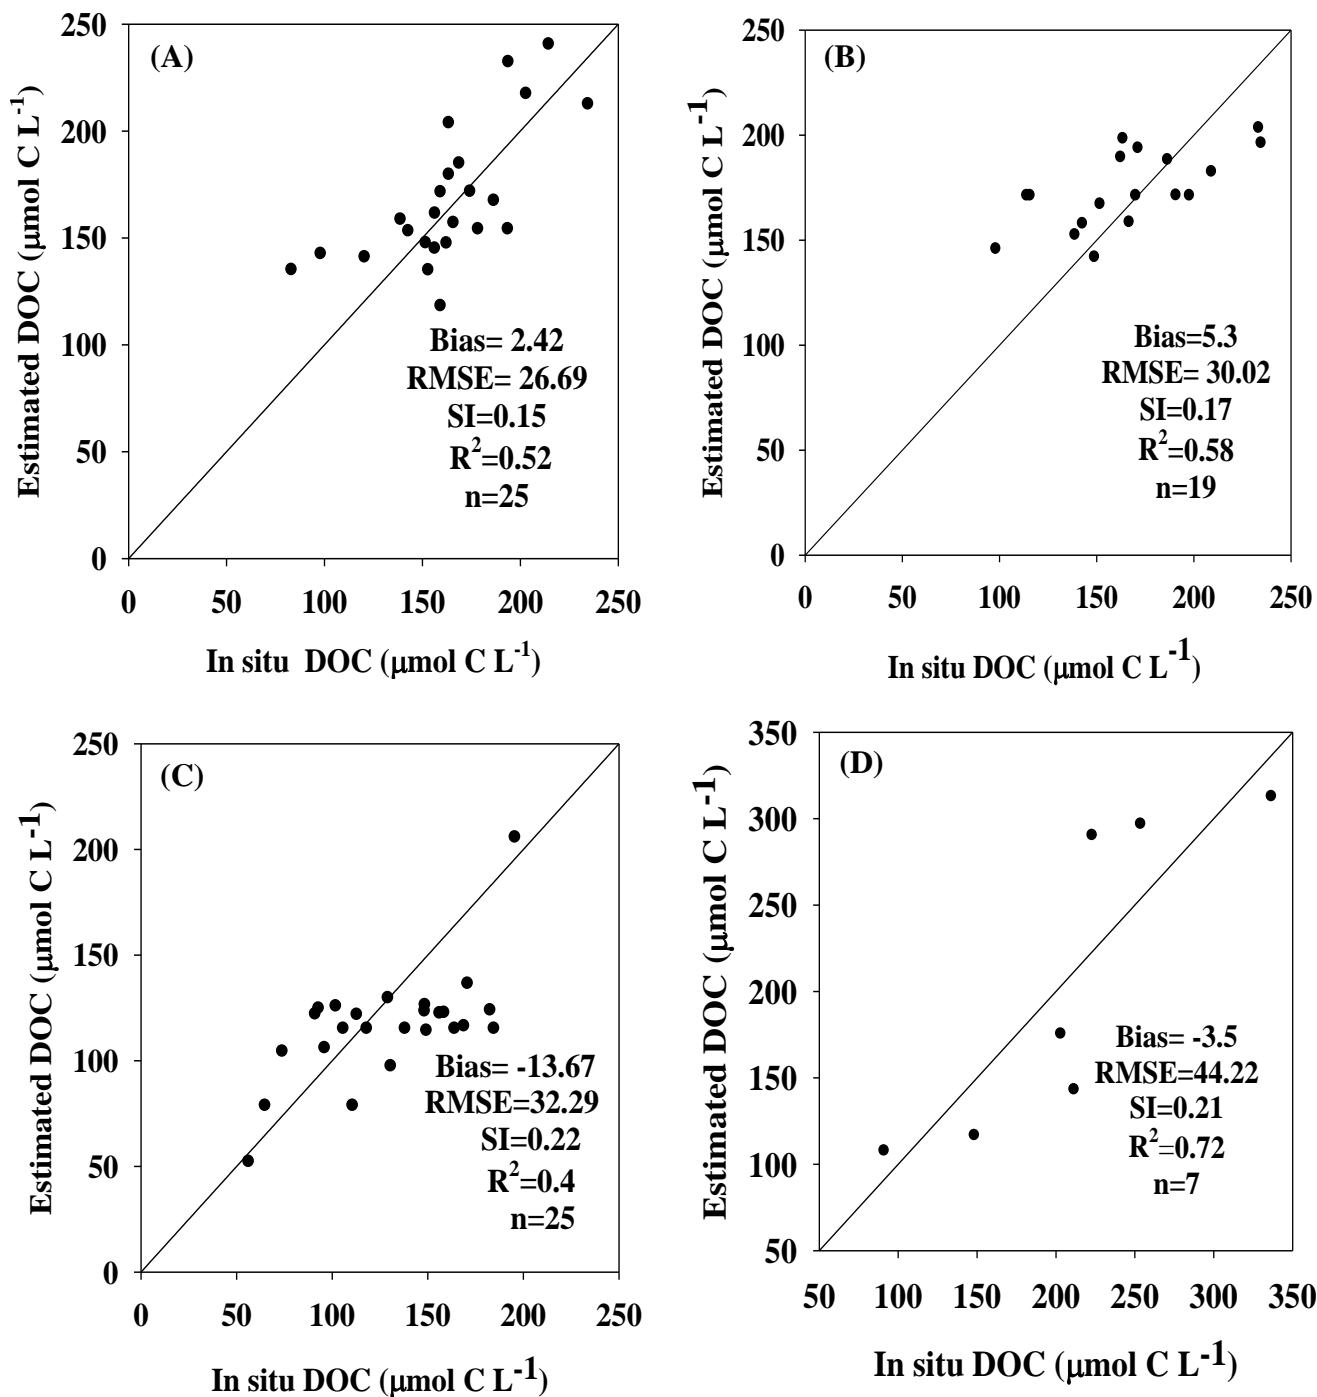 (A)
Estimated DOC (μmol C L-1)
250
200
150
100
50
0
Bias= 2.42
RMSE= 26.69
SI=0.15
R2=0.52
n=25
0 50 100 150 200 250
In situ DOC (μmol C L-1)
(B)
Estimated DOC (μmol C L-1)
250
200
150
100
50
0
Bias=5.3
RMSE= 30.02
SI=0.17
R2=0.58
n=19
0 50 100 150 200 250
In situ DOC (μmol C L-1)
(C)
Estimated DOC (μmol C L-1)
250
200
150
100
50
0
Bias= -13.67
RMSE=32.29
SI=0.22
R2=0.4
n=25
0 50 100 150 200 250
In situ DOC (μmol C L-1)
(D)
Estimated DOC (μmol C L-1)
350
300
250
200
150
100
50
Bias= -3.5
RMSE=44.22
SI=0.21
R2=0.72
n=7
50 100 150 200 250 300 350
In situ DOC (μmol C L-1)